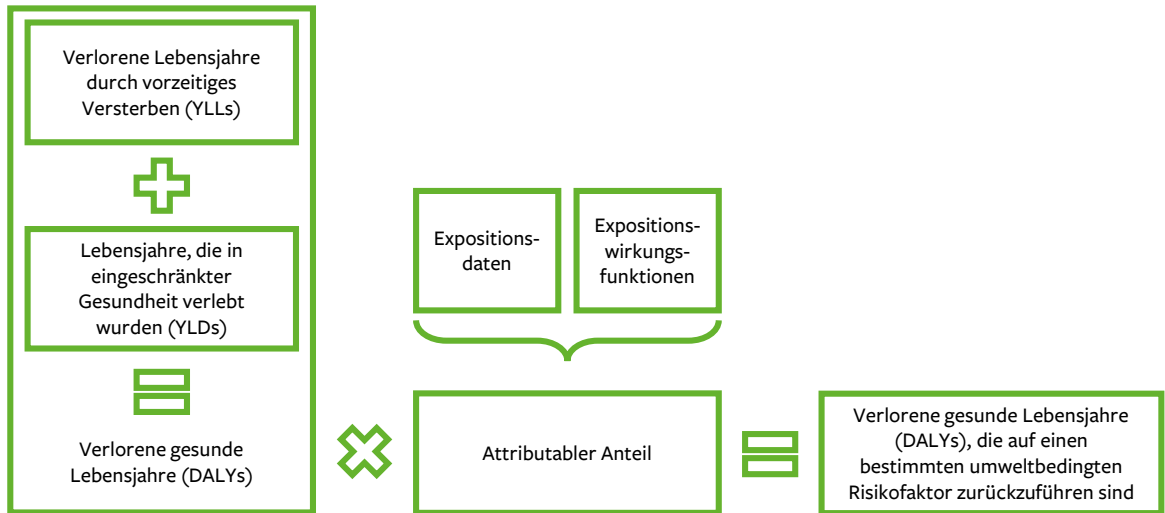 Verlorene Lebensjahre
durch vorzeitiges
Versterben (YLLs)
Lebensjahre, die in
eingeschränkter
Gesundheit verlebt
wurden (YLDs)
Verlorene gesunde
Lebensjahre (DALYs)
Expositions-
daten
Expositions-
wirkungs-
funktionen
Attributabler Anteil
Verlorene gesunde Lebensjahre
(DALYs), die auf einen
bestimmten umweltbedingten
Risikofaktor zurückzuführen sind